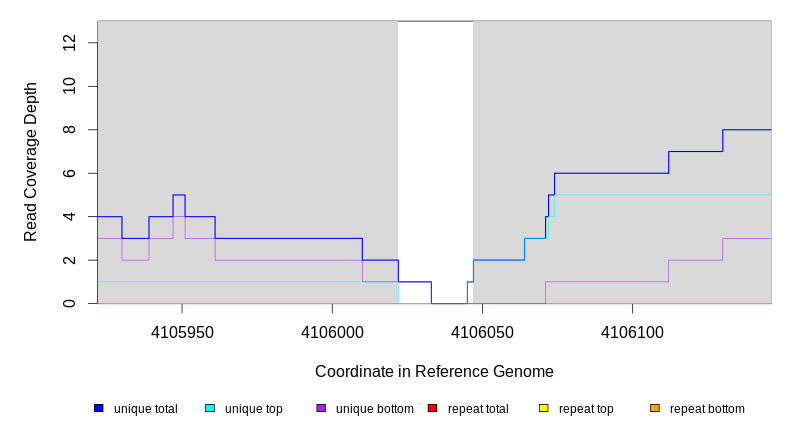 12
10
8
6
4
2
0
Read Coverage Depth
4105950 4106000 4106050 4106100
Coordinate in Reference Genome
unique total unique top unique bottom repeat total repeat top repeat bottom